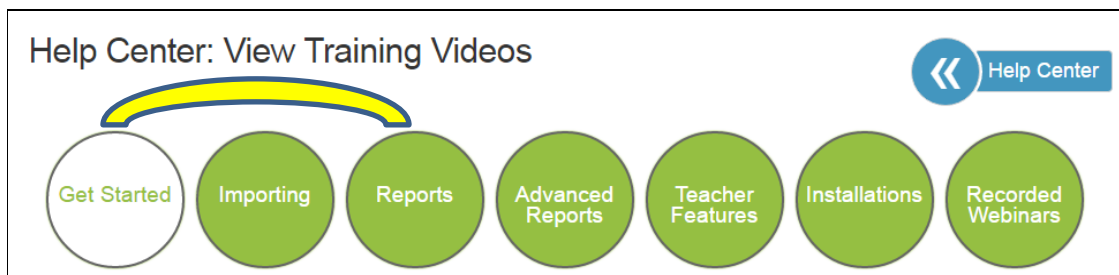 Help Center: View Training Videos
Help Center
Get Started
Importing
Reports
Advanced
Reports
Teacher
Features
Installations
Recorded
Webinars